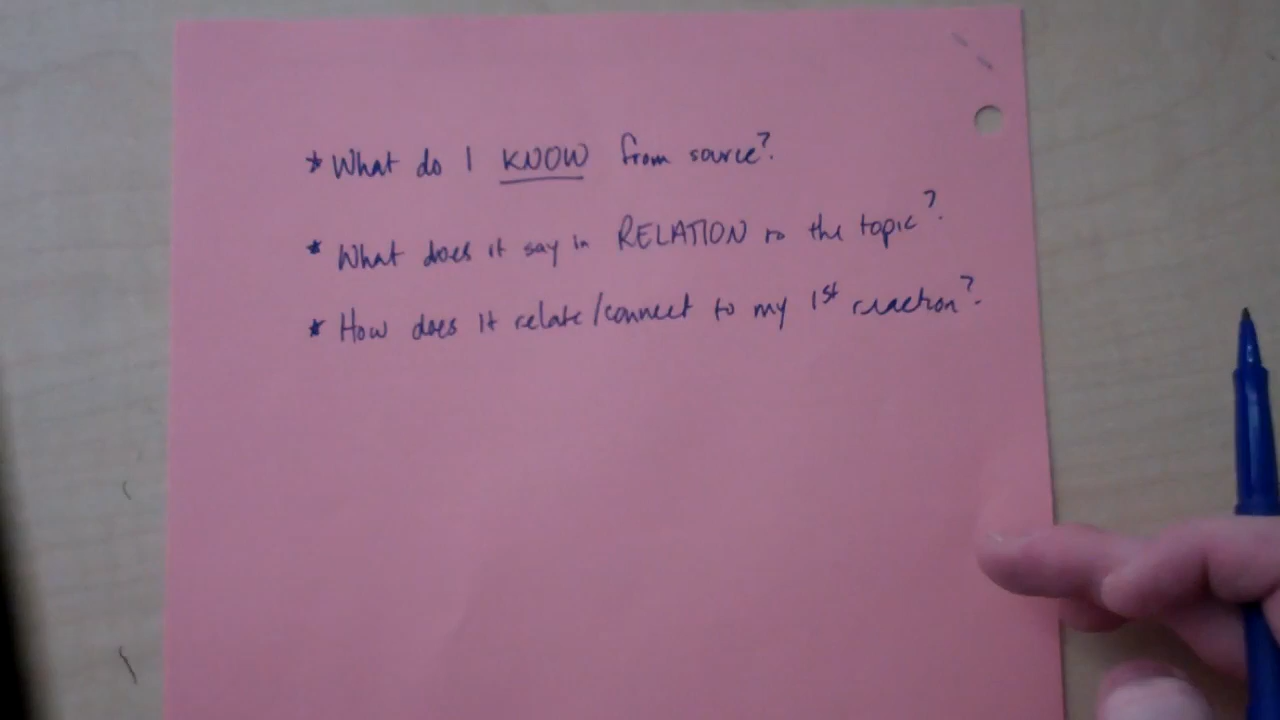 * What do I KNOW from source?
* What does it say in RELATION to the topic?
* How does it relate/connect to my 1st reaction?